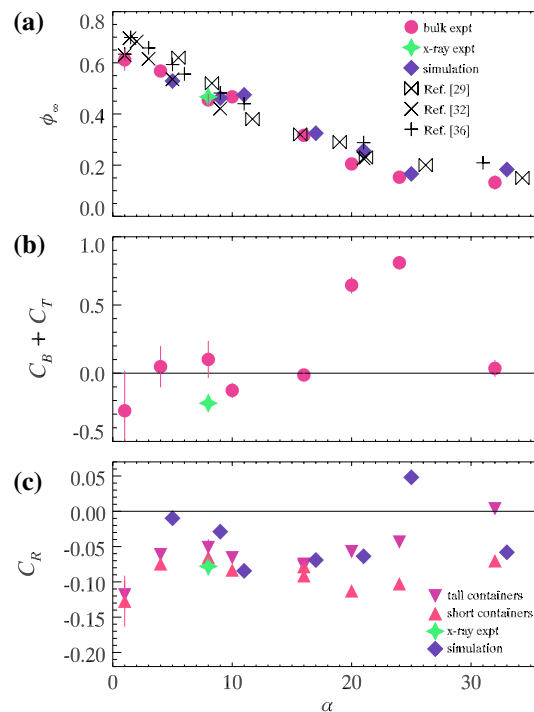 (a)
0.8
0.6
0.4
0.2
0.0
ϕ∞
bulk expt
x-ray expt
simulation
Ref. [29]
Ref. [32]
Ref. [36]
(b)
1.0
0.5
0.0
-0.5
C_B + C_T
(c)
0.05
0.00
-0.05
-0.10
-0.15
-0.20
C_R
tall containers
short containers
x-ray expt
simulation
0 10 20 30
α